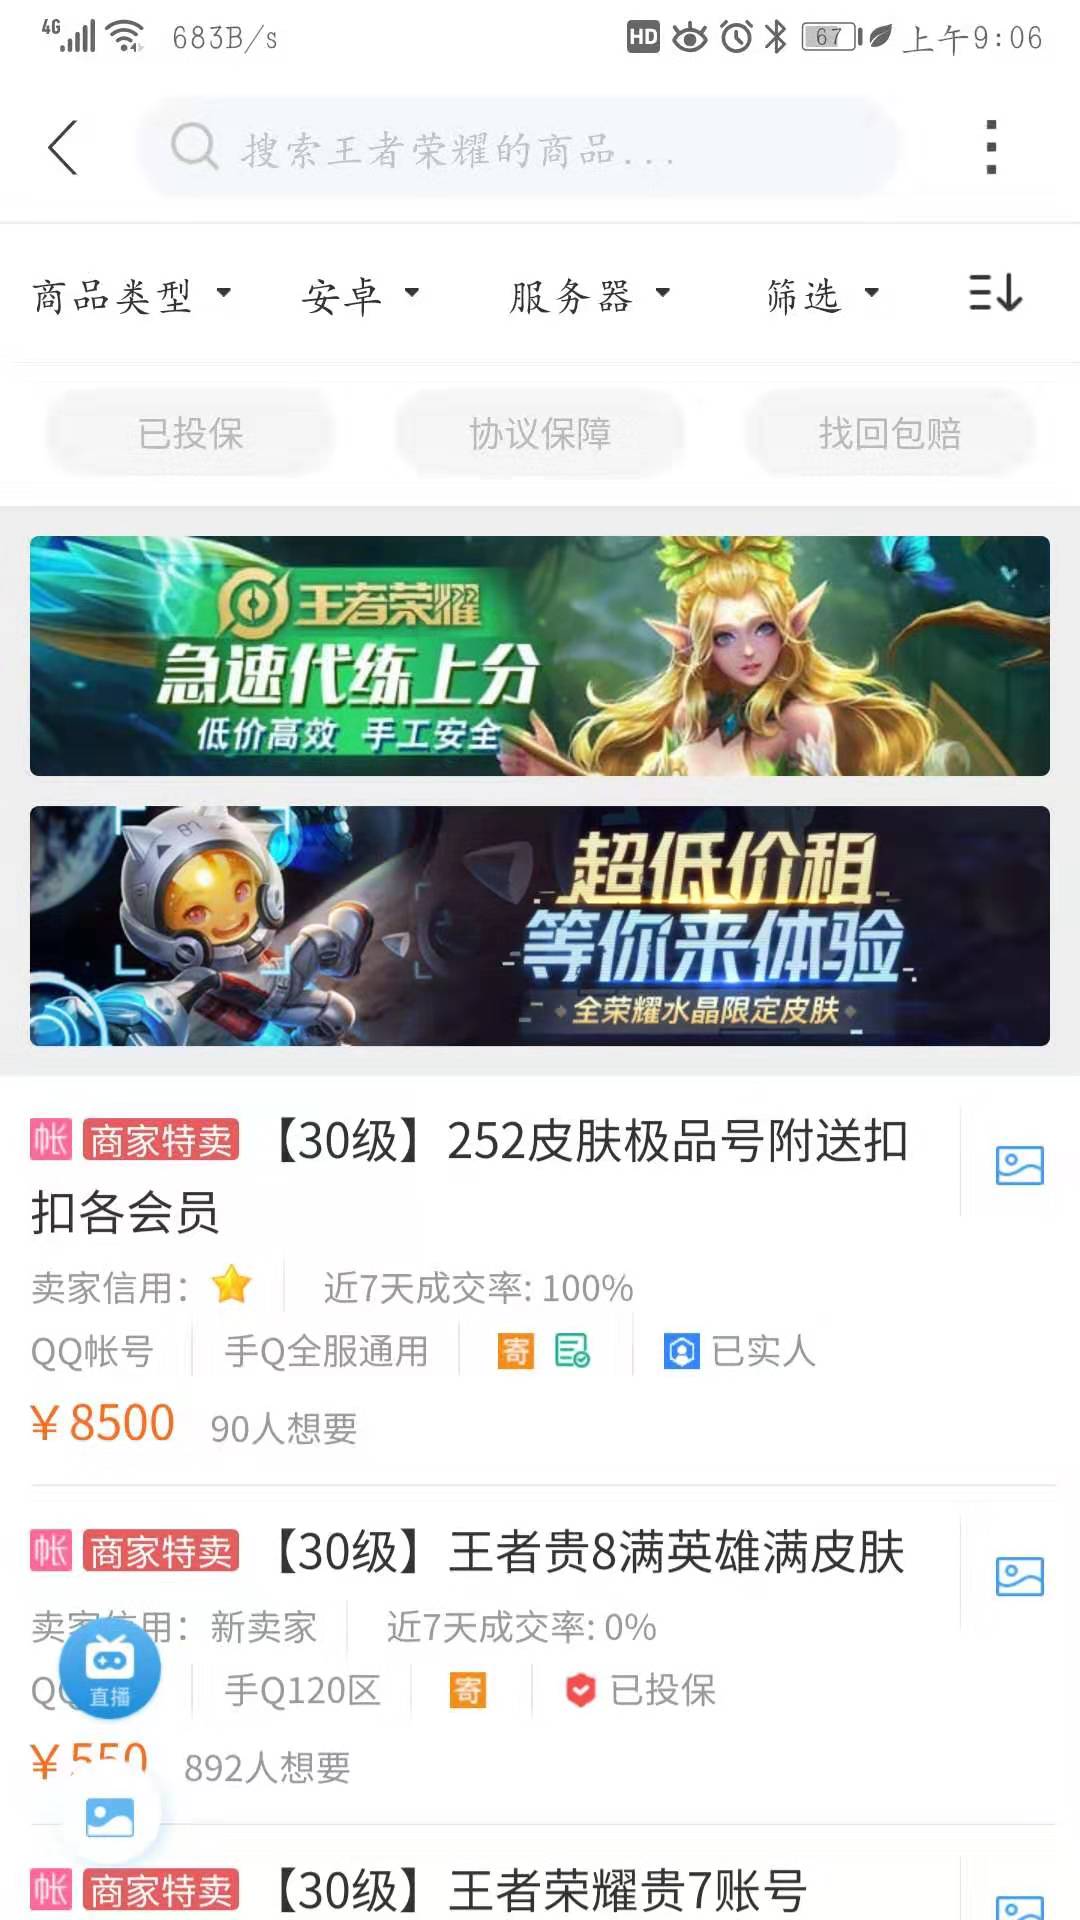 4G 683B/s HD 67 上午9:06
搜索王者荣耀的商品...
商品类型 安卓 服务器 筛选
已投保 协议保障 找回包赔
王者荣耀
急速代练上分
低价高效 手工安全
超低价租
等你来体验
全荣耀水晶限定皮肤
帐 商家特卖 【30级】252皮肤极品号附送扣
扣各会员
卖家信用: 近7天成交率: 100%
QQ帐号 手Q全服通用 寄 已实人
¥8500 90人想要
帐 商家特卖 【30级】王者贵8满英雄满皮肤
卖家信用: 新卖家 近7天成交率: 0%
手Q120区 寄 已投保
直播
¥550 892人想要
帐 商家特卖 【30级】王者荣耀贵7账号